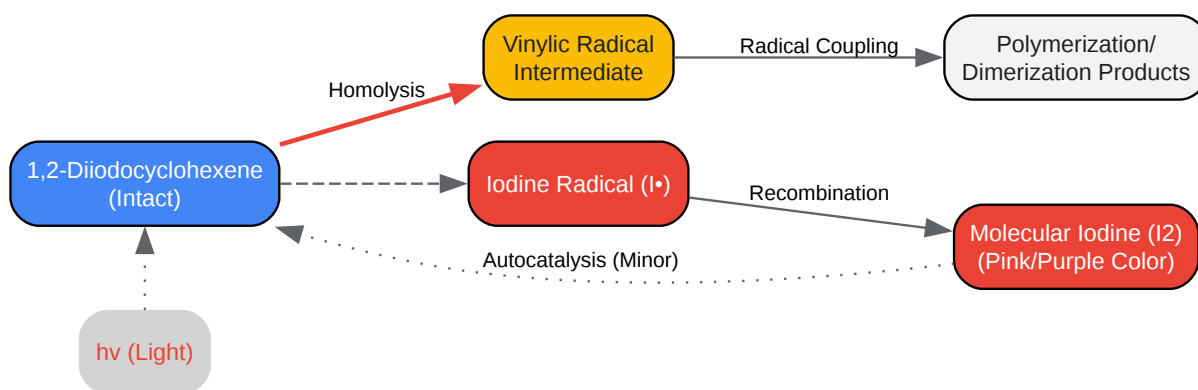 Vinylic Radical
Intermediate
Radical Coupling
Polymerization/
Dimerization Products
Homolysis
1,2-Diiodocyclohexene
(Intact)
Iodine Radical (I•)
Recombination
Molecular Iodine (I2)
(Pink/Purple Color)
Autocatalysis (Minor)
hv (Light)